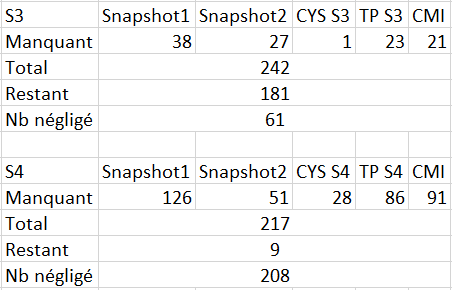 S3 Snapshot1 Snapshot2 CYS S3 TP S3 CMI
Manquant 38 27 1 23 21
Total 242
Restant 181
Nb négligé 61
S4 Snapshot1 Snapshot2 CYS S4 TP S4 CMI
Manquant 126 51 28 86 91
Total 217
Restant 9
Nb négligé 208